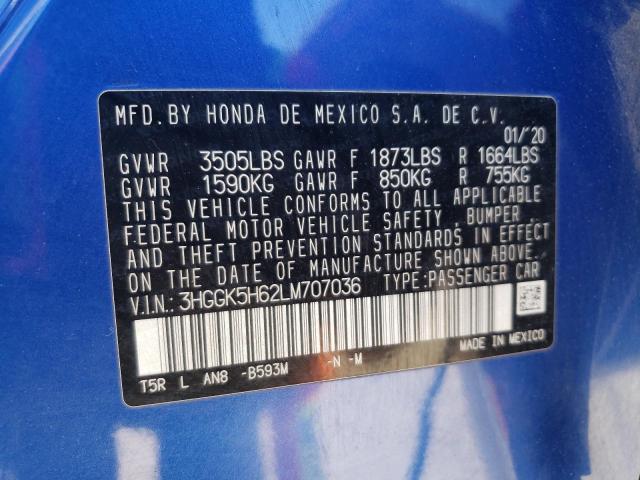 MFD.BY HONDA DE MEXICO S.A. DE C.V.
01/'20
GVWR 3505LBS GAWR F 1873LBS R 1664LBS
GVWR 1590KG GAWR F 850KG R 755KG
THIS VEHICLE CONFORMS TO ALL APPLICABLE
FEDERAL MOTOR VEHICLE SAFETY, BUMPER,
AND THEFT PREVENTION STANDARDS IN EFFECT
ON THE DATE OF MANUFACTURE SHOWN ABOVE.
V.I.N.: 3HGGK5H62LM707036 TYPE:PASSENGER CAR
MADE IN MEXICO
T5R L AN8 -B593M -N -M